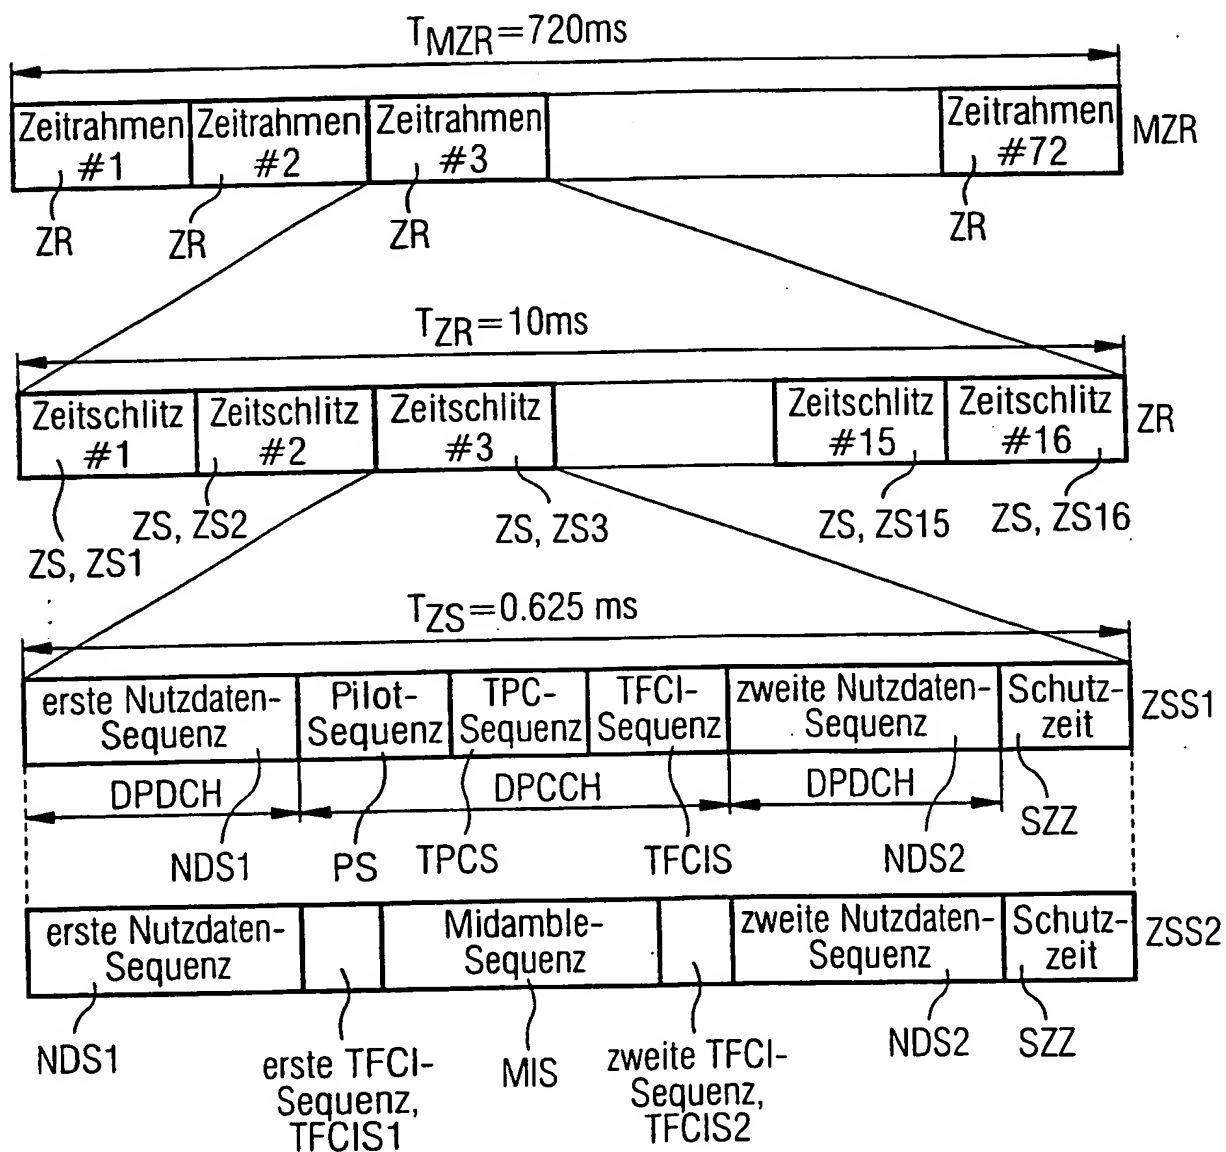 TMZR=720ms
Zeitrahmen #1 Zeitrahmen #2 Zeitrahmen #3 Zeitrahmen #72 MZR
ZR ZR ZR ZR
TZR=10ms
Zeitschlitz #1 Zeitschlitz #2 Zeitschlitz #3 Zeitschlitz #15 Zeitschlitz #16 ZR
ZS, ZS1 ZS, ZS2 ZS, ZS3 ZS, ZS15 ZS, ZS16
TZS=0.625 ms
erste Nutzdaten-
Sequenz
Pilot-
Sequenz
TPC-
Sequenz
TFCI-
Sequenz
zweite Nutzdaten-
Sequenz
Schutz-
zeit
ZSS1
DPDCH DPCCH DPDCH
NDS1 PS TPCS TFCIS NDS2 SZZ
erste Nutzdaten-
Sequenz
Midamble-
Sequenz
zweite Nutzdaten-
Sequenz
Schutz-
zeit
ZSS2
NDS1
erste TFCI-
Sequenz,
TFCIS1
MIS
zweite TFCI-
Sequenz,
TFCIS2
NDS2
SZZ